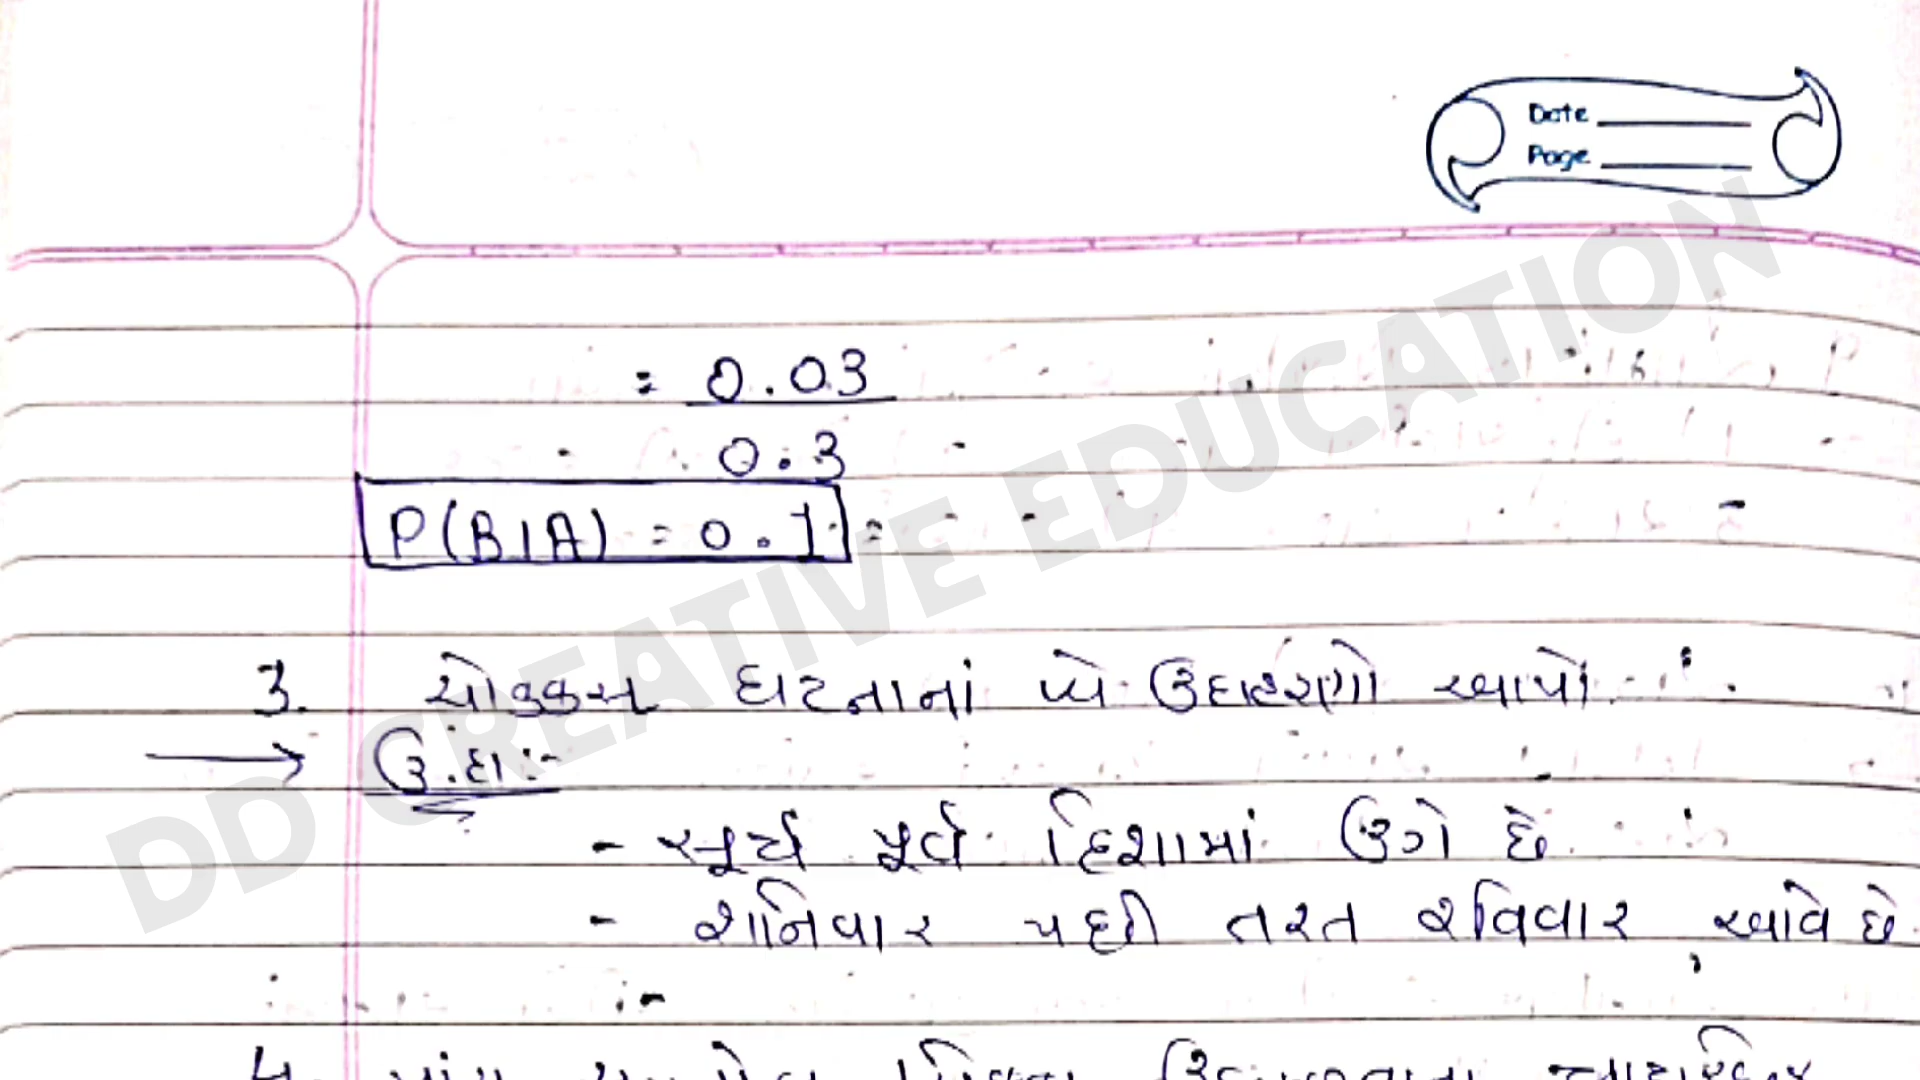 Date
Page
= 0.03
0.3
P(B|A) = 0.1
3. ચોક્કસ ઘટનાનાં બે ઉદાહરણો આપો.
→ ઉ.દા :-
- સૂર્ય પૂર્વ દિશામાં ઉગે છે
- શનિવાર પછી તરત રવિવાર આવે છે.
4.
DD CREATIVE EDUCATION